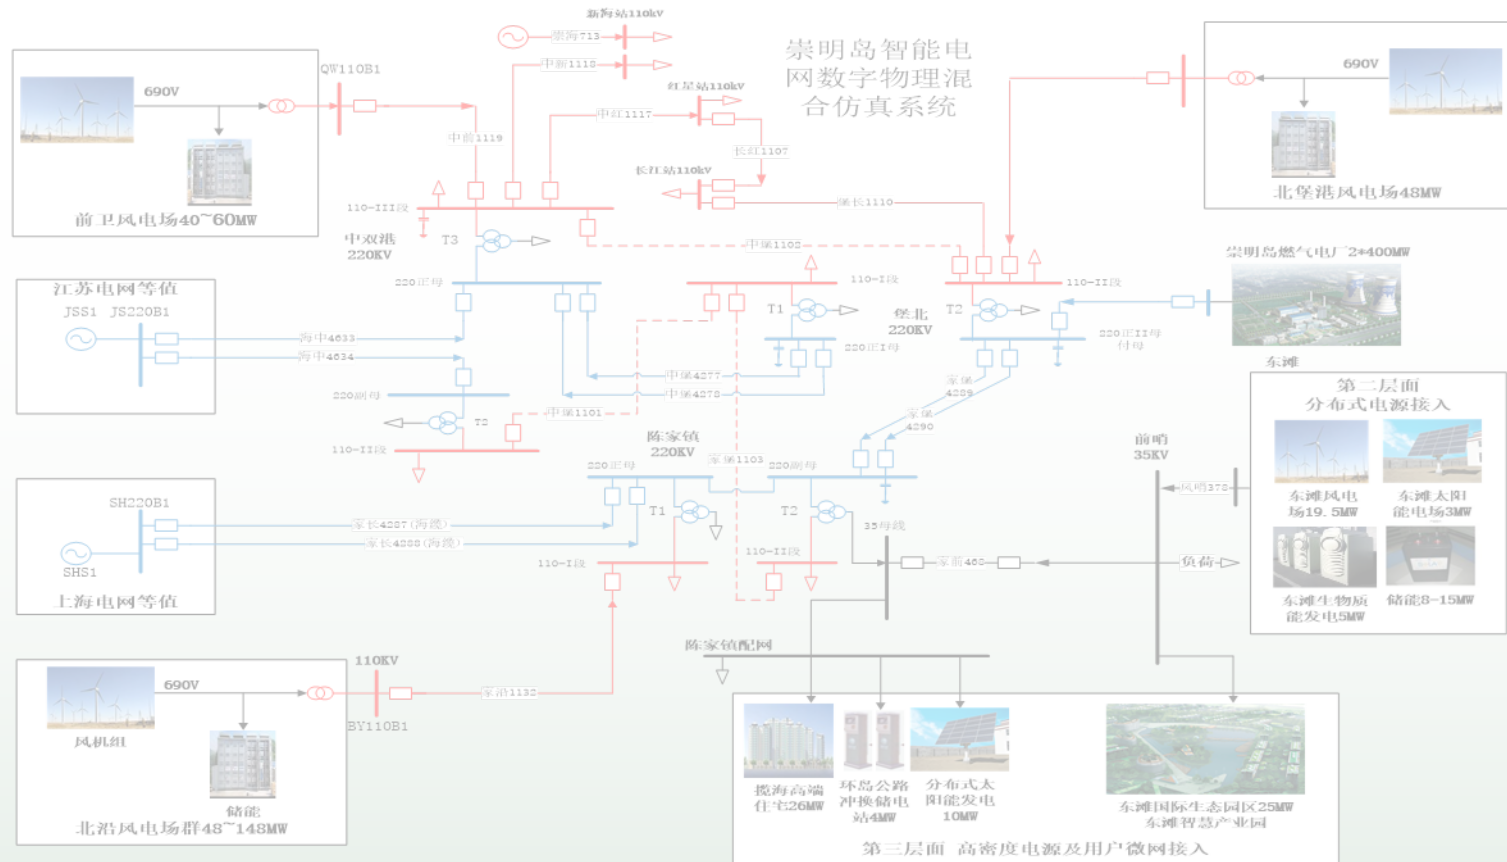 崇明岛智能电
网数字物理混
合仿真系统
新海站110kV
崇海713
中新1118
红星站110kV
中红1117
长红1107
长江站110kV
堡长1110
QW110B1
690V
中前1119
前卫风电场40~60MW
690V
北堡港风电场48MW
110-III段
中双港
220KV
T3
中堡1102
220正母
110-I段
T1
堡北
220KV
T2
110-II段
崇明岛燃气电厂2*400MW
东滩
江苏电网等值
JSS1 JS220B1
海中4633
海中4634
220正I母
220正II母
付母
中堡4277
中堡4278
220副母
中堡1101
T2
110-II段
家堡
4289
家堡
4290
第二层面
分布式电源接入
东滩风电
场19.5MW
东滩太阳
能电场3MW
东滩生物质
能发电5MW
储能8-15MW
陈家镇
220KV
家堡1103
220正母
220副母
前哨
35KV
风哨378
负荷
SH220B1
SHS1
上海电网等值
家长4287(海缆)
家长4288(海缆)
T1
T2
35母线
110-I段
110-II段
家前468
陈家镇配网
110KV
690V
家沿1132
BY110B1
风机组
储能
北沿风电场群48~148MW
揽海高端
住宅26MW
环岛公路
冲换储电
站4MW
分布式太
阳能发电
10MW
东滩国际生态园区25MW
东滩智慧产业园
第三层面 高密度电源及用户微网接入